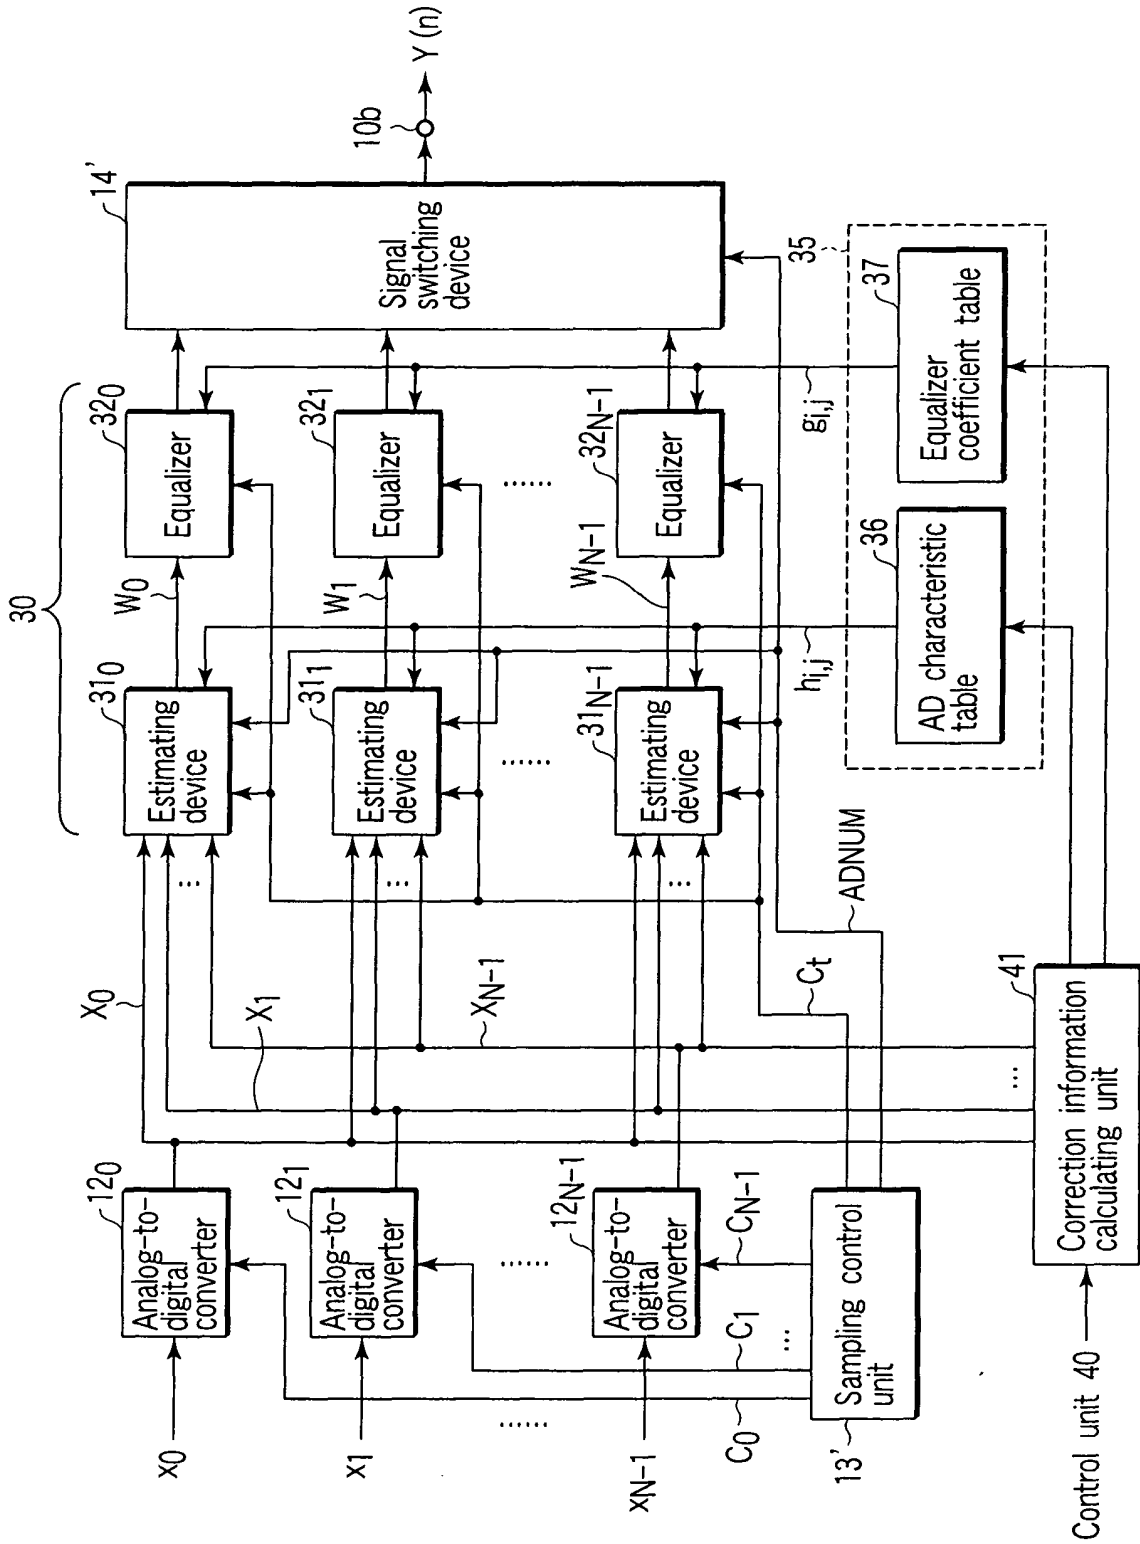 30
X0
X1
XN-1
x0
x1
xN-1
120
Analog-to-
digital
converter
121
Analog-to-
digital
converter
12N-1
Analog-to-
digital
converter
310
Estimating
device
311
Estimating
device
31N-1
Estimating
device
W0
W1
WN-1
320
Equalizer
321
Equalizer
32N-1
Equalizer
14'
Signal
switching
device
10b
Y(n)
C0
C1
CN-1
13'
Sampling control
unit
Ct
ADNUM
hi,j
gi,j
35
36
AD characteristic
table
37
Equalizer
coefficient table
41
Correction information
calculating unit
Control unit 40